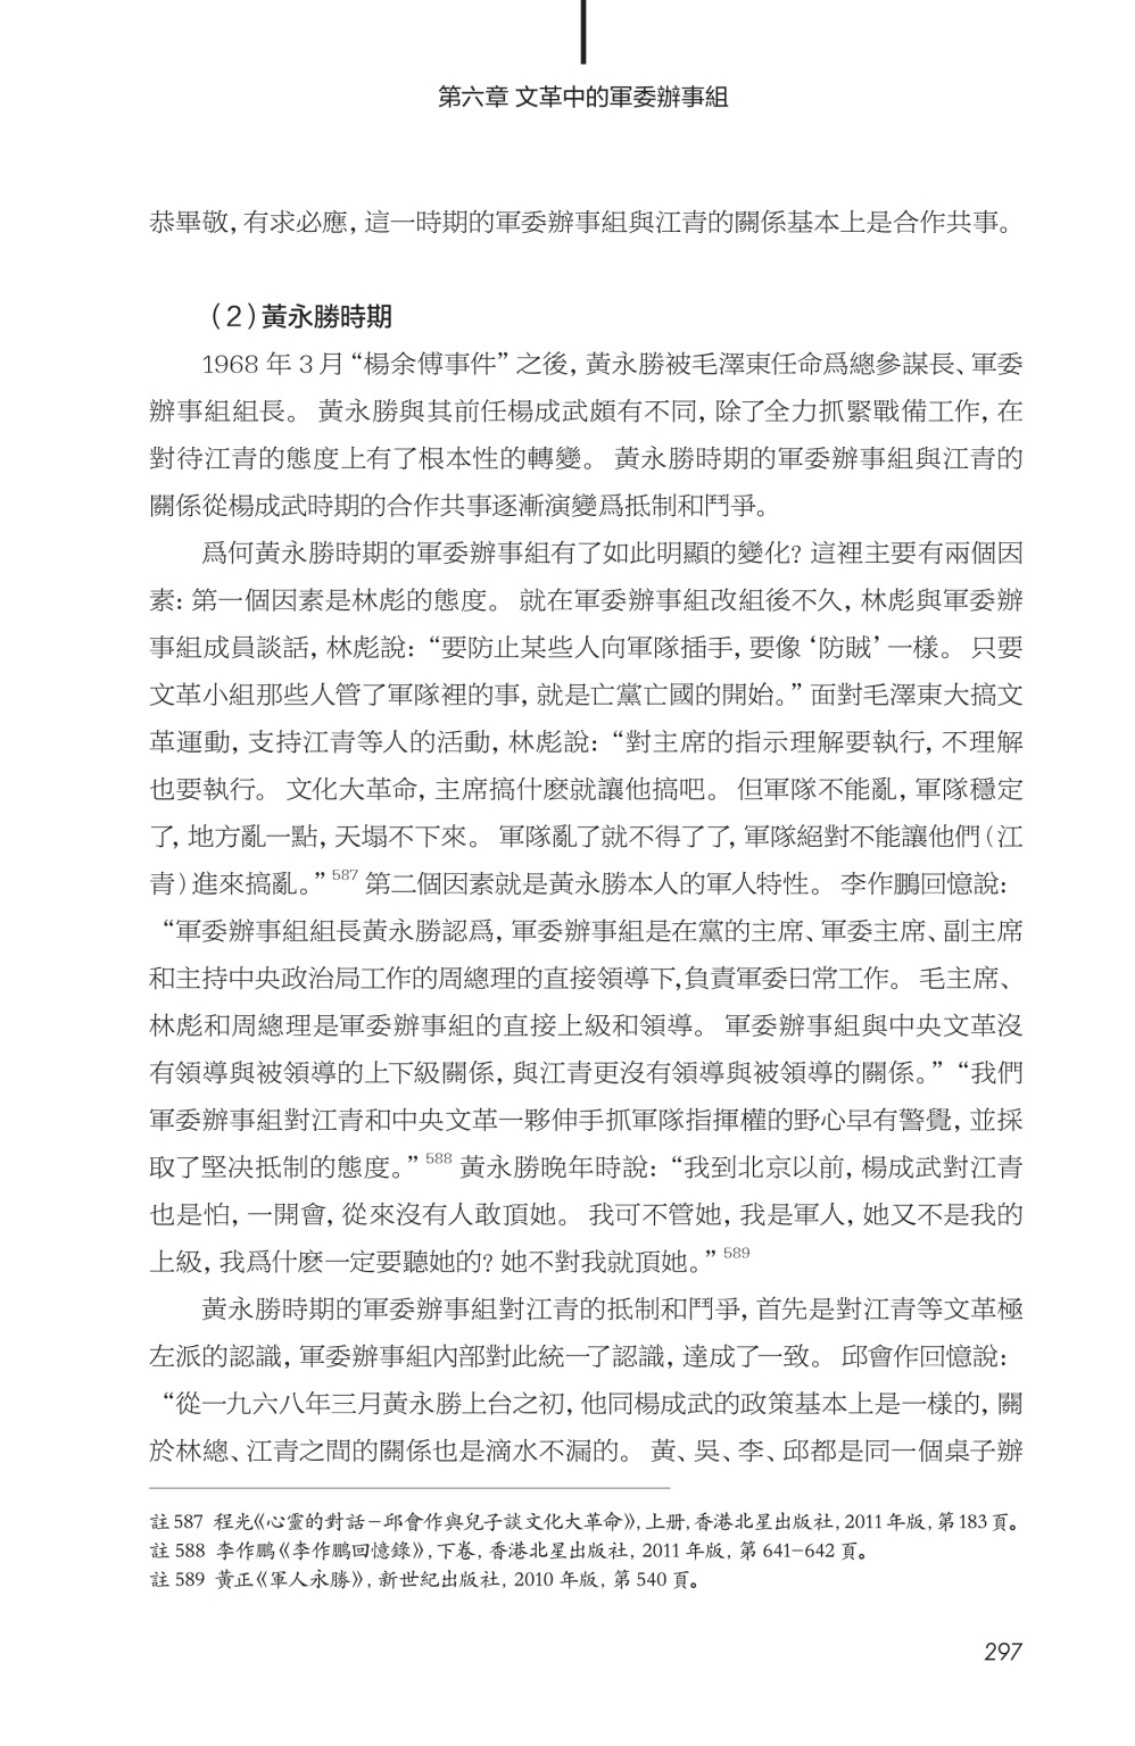 第六章 文革中的軍委辦事組
恭畢敬，有求必應，這一時期的軍委辦事組與江青的關係基本上是合作共事。
（2）黃永勝時期
1968 年 3 月“楊余傅事件”之後，黃永勝被毛澤東任命爲總參謀長、軍委
辦事組組長。 黃永勝與其前任楊成武頗有不同，除了全力抓緊戰備工作，在
對待江青的態度上有了根本性的轉變。 黃永勝時期的軍委辦事組與江青的
關係從楊成武時期的合作共事逐漸演變爲抵制和鬥爭。
爲何黃永勝時期的軍委辦事組有了如此明顯的變化？這裡主要有兩個因
素：第一個因素是林彪的態度。 就在軍委辦事組改組後不久，林彪與軍委辦
事組成員談話，林彪說：“要防止某些人向軍隊插手，要像‘防賊’一樣。 只要
文革小組那些人管了軍隊裡的事，就是亡黨亡國的開始。”面對毛澤東大搞文
革運動，支持江青等人的活動，林彪說：“對主席的指示理解要執行，不理解
也要執行。 文化大革命，主席搞什麽就讓他搞吧。 但軍隊不能亂，軍隊穩定
了，地方亂一點，天塌不下來。 軍隊亂了就不得了了，軍隊絕對不能讓他們（江
青）進來搞亂。”587 第二個因素就是黃永勝本人的軍人特性。 李作鵬回憶說：
“軍委辦事組組長黃永勝認爲，軍委辦事組是在黨的主席、軍委主席、副主席
和主持中央政治局工作的周總理的直接領導下，負責軍委日常工作。 毛主席、
林彪和周總理是軍委辦事組的直接上級和領導。 軍委辦事組與中央文革沒
有領導與被領導的上下級關係，與江青更沒有領導與被領導的關係。”“我們
軍委辦事組對江青和中央文革一夥伸手抓軍隊指揮權的野心早有警覺，並採
取了堅决抵制的態度。”588 黃永勝晚年時說：“我到北京以前，楊成武對江青
也是怕，一開會，從來沒有人敢頂她。 我可不管她，我是軍人，她又不是我的
上級，我爲什麽一定要聽她的？她不對我就頂她。”589
黃永勝時期的軍委辦事組對江青的抵制和鬥爭，首先是對江青等文革極
左派的認識，軍委辦事組內部對此統一了認識，達成了一致。 邱會作回憶說：
“從一九六八年三月黃永勝上台之初，他同楊成武的政策基本上是一樣的，關
於林總、江青之間的關係也是滴水不漏的。 黃、吳、李、邱都是同一個桌子辦
註 587 程光《心靈的對話－邱會作與兒子談文化大革命》，上册，香港北星出版社，2011 年版，第 183 頁。
註 588 李作鵬《李作鵬回憶錄》，下卷，香港北星出版社，2011 年版，第 641–642 頁。
註 589 黃正《軍人永勝》，新世紀出版社，2010 年版，第 540 頁。
297